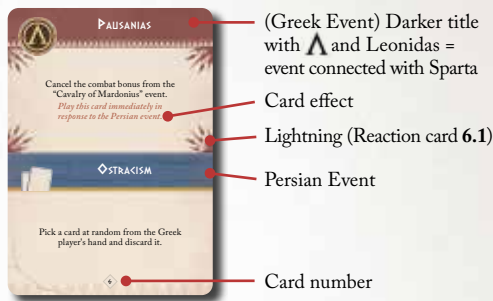 PAUSANIAS
Cancel the combat bonus from the
"Cavalry of Mardonius" event.
Play this card immediately in
response to the Persian event.
OSTRACISM
Pick a card at random from the Greek
player's hand and discard it.
6
(Greek Event) Darker title
with Λ and Leonidas =
event connected with Sparta
Card effect
Lightning (Reaction card 6.1)
Persian Event
Card number